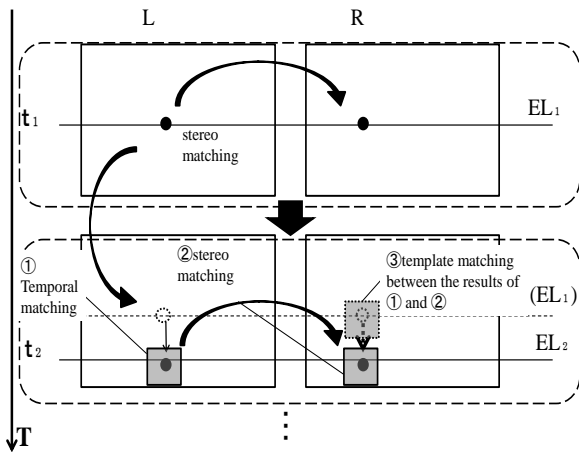 L R
t1 EL1
stereo
matching
①
Temporal
matching
②stereo
matching
③template matching
between the results of
① and ②
(EL1)
t2 EL2
T